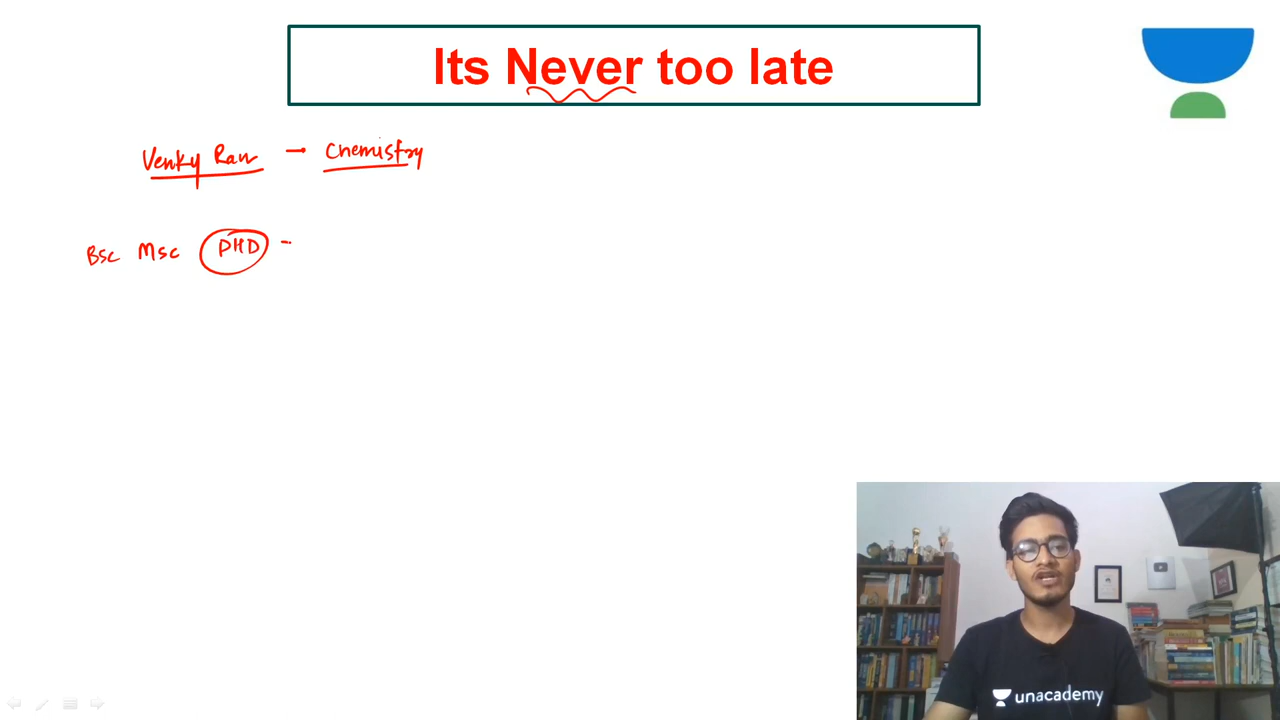 Its Never too late
Venky Ram → Chemistry
Bsc Msc PHD -
unacademy